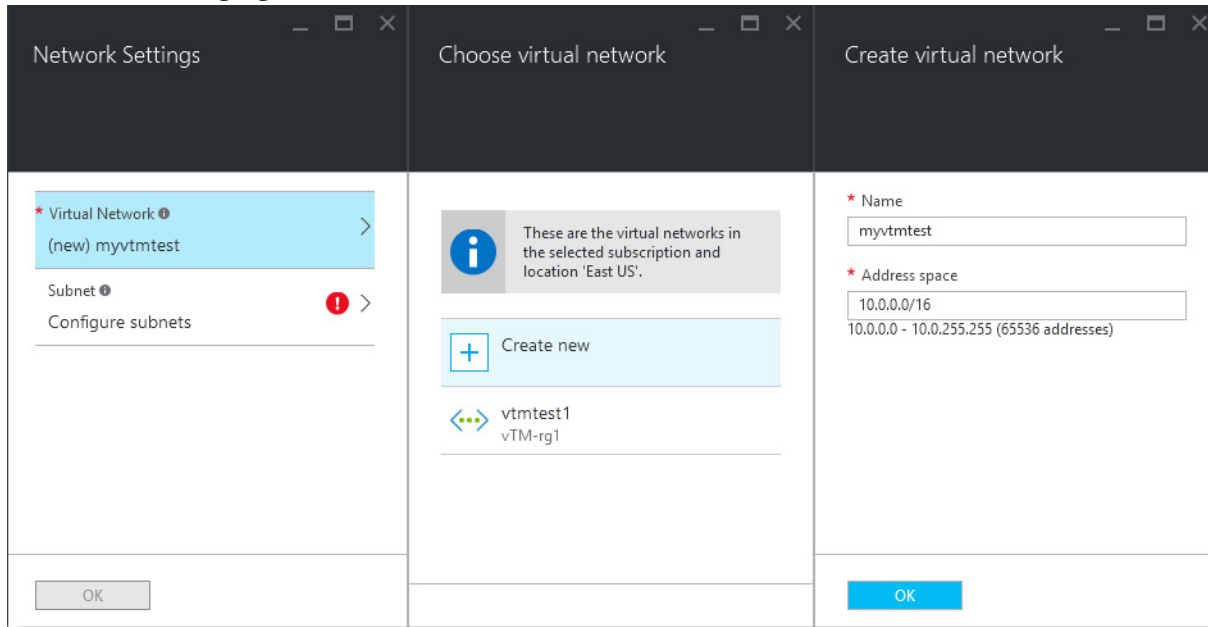 Network Settings
* Virtual Network
(new) myvtmtest
Subnet
Configure subnets
OK
Choose virtual network
These are the virtual networks in
the selected subscription and
location 'East US'.
Create new
vtmtest1
vTM-rg1
Create virtual network
* Name
myvtmtest
* Address space
10.0.0.0/16
10.0.0.0 - 10.0.255.255 (65536 addresses)
OK